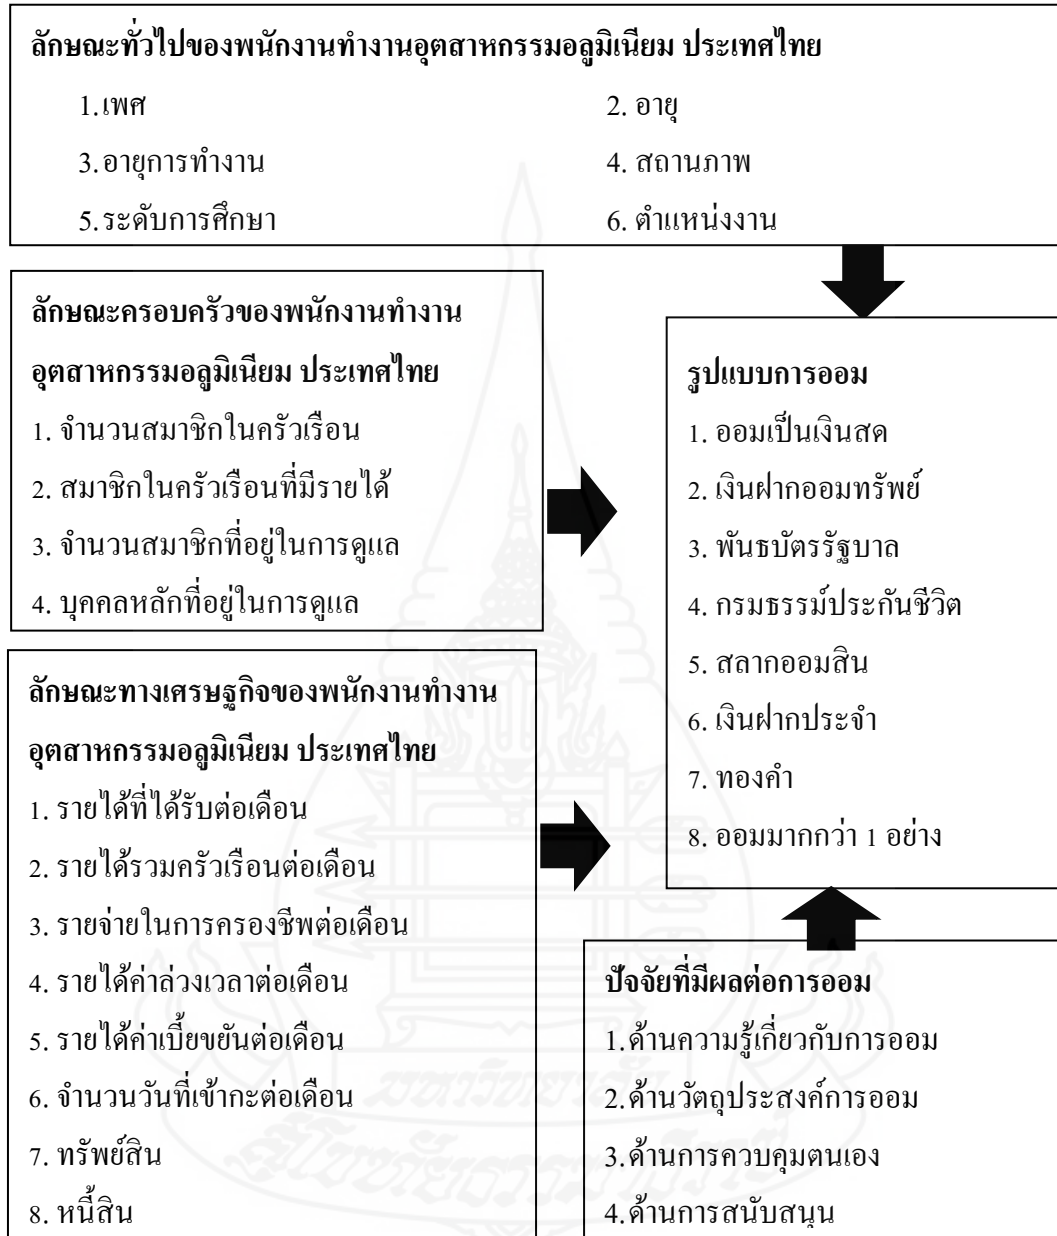 ลักษณะทั่วไปของพนักงานทำงานอุตสาหกรรมอลูมิเนียม ประเทศไทย
1.เพศ 2. อายุ
3.อายุการทำงาน 4. สถานภาพ
5.ระดับการศึกษา 6. ตำแหน่งงาน
ลักษณะครอบครัวของพนักงานทำงาน
อุตสาหกรรมอลูมิเนียม ประเทศไทย
1. จำนวนสมาชิกในครัวเรือน
2. สมาชิกในครัวเรือนที่มีรายได้
3. จำนวนสมาชิกที่อยู่ในการดูแล
4. บุคคลหลักที่อยู่ในการดูแล
รูปแบบการออม
1. ออมเป็นเงินสด
2. เงินฝากออมทรัพย์
3. พันธบัตรรัฐบาล
4. กรมธรรม์ประกันชีวิต
5. สลากออมสิน
6. เงินฝากประจำ
7. ทองคำ
8. ออมมากกว่า 1 อย่าง
ลักษณะทางเศรษฐกิจของพนักงานทำงาน
อุตสาหกรรมอลูมิเนียม ประเทศไทย
1. รายได้ที่ได้รับต่อเดือน
2. รายได้รวมครัวเรือนต่อเดือน
3. รายจ่ายในการครองชีพต่อเดือน
4. รายได้ค่าล่วงเวลาต่อเดือน
5. รายได้ค่าเบี้ยขยันต่อเดือน
6. จำนวนวันที่เข้ากะต่อเดือน
7. ทรัพย์สิน
8. หนี้สิน
ปัจจัยที่มีผลต่อการออม
1.ด้านความรู้เกี่ยวกับการออม
2.ด้านวัตถุประสงค์การออม
3.ด้านการควบคุมตนเอง
4.ด้านการสนับสนุน
มหาวิทยาลัย
สุโขทัยธรรมาธิราช